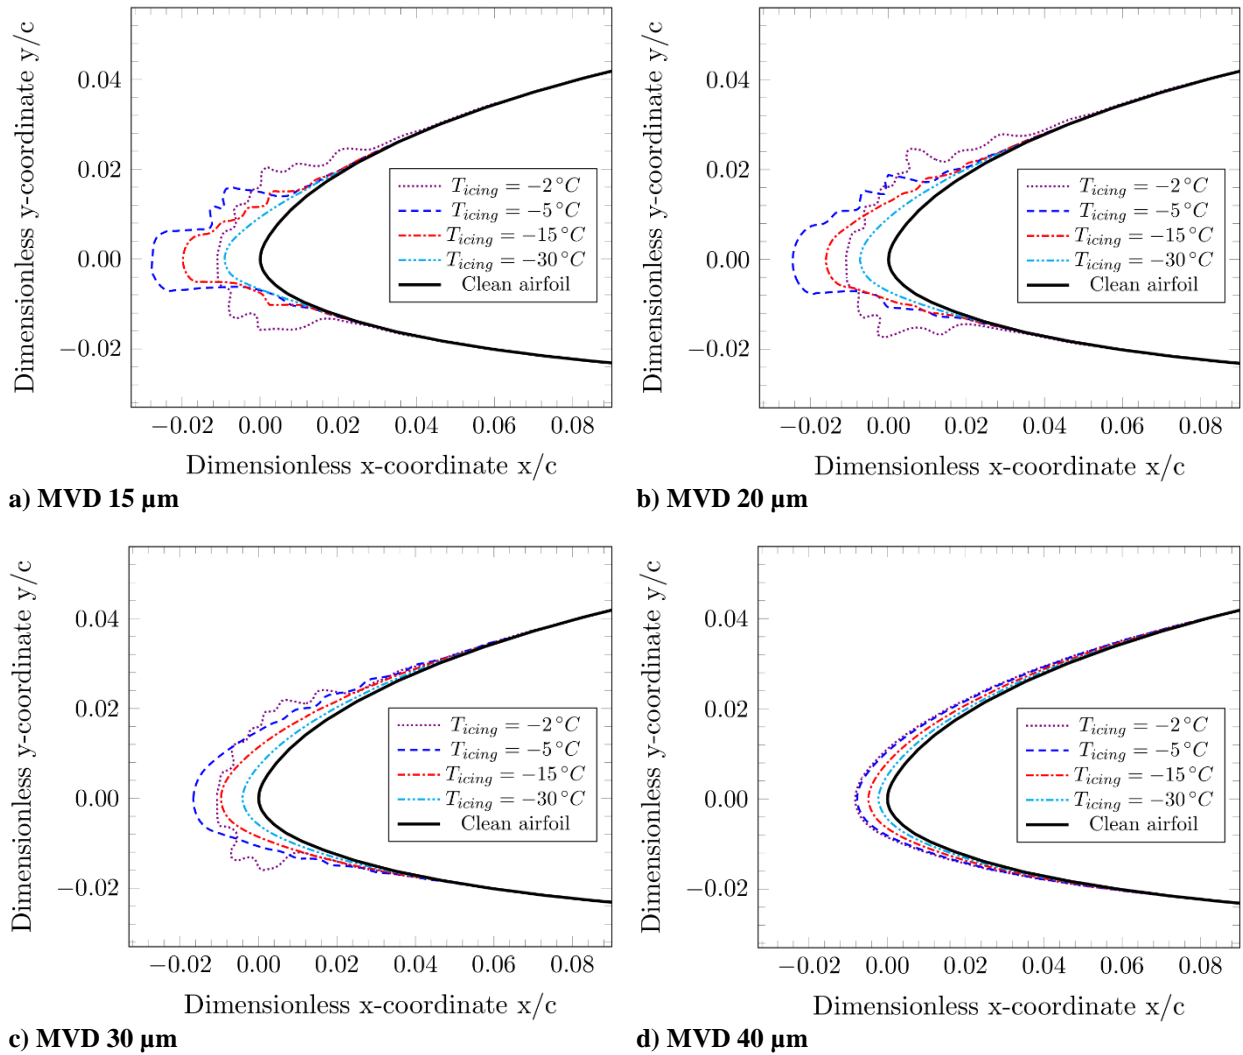 Dimensionless y-coordinate y/c
0.04
0.02
0.00
−0.02
−0.02 0.00 0.02 0.04 0.06 0.08
Dimensionless x-coordinate x/c
T_icing = −2 °C
T_icing = −5 °C
T_icing = −15 °C
T_icing = −30 °C
Clean airfoil
a) MVD 15 µm
Dimensionless y-coordinate y/c
0.04
0.02
0.00
−0.02
−0.02 0.00 0.02 0.04 0.06 0.08
Dimensionless x-coordinate x/c
T_icing = −2 °C
T_icing = −5 °C
T_icing = −15 °C
T_icing = −30 °C
Clean airfoil
b) MVD 20 µm
Dimensionless y-coordinate y/c
0.04
0.02
0.00
−0.02
−0.02 0.00 0.02 0.04 0.06 0.08
Dimensionless x-coordinate x/c
T_icing = −2 °C
T_icing = −5 °C
T_icing = −15 °C
T_icing = −30 °C
Clean airfoil
c) MVD 30 µm
Dimensionless y-coordinate y/c
0.04
0.02
0.00
−0.02
−0.02 0.00 0.02 0.04 0.06 0.08
Dimensionless x-coordinate x/c
T_icing = −2 °C
T_icing = −5 °C
T_icing = −15 °C
T_icing = −30 °C
Clean airfoil
d) MVD 40 µm